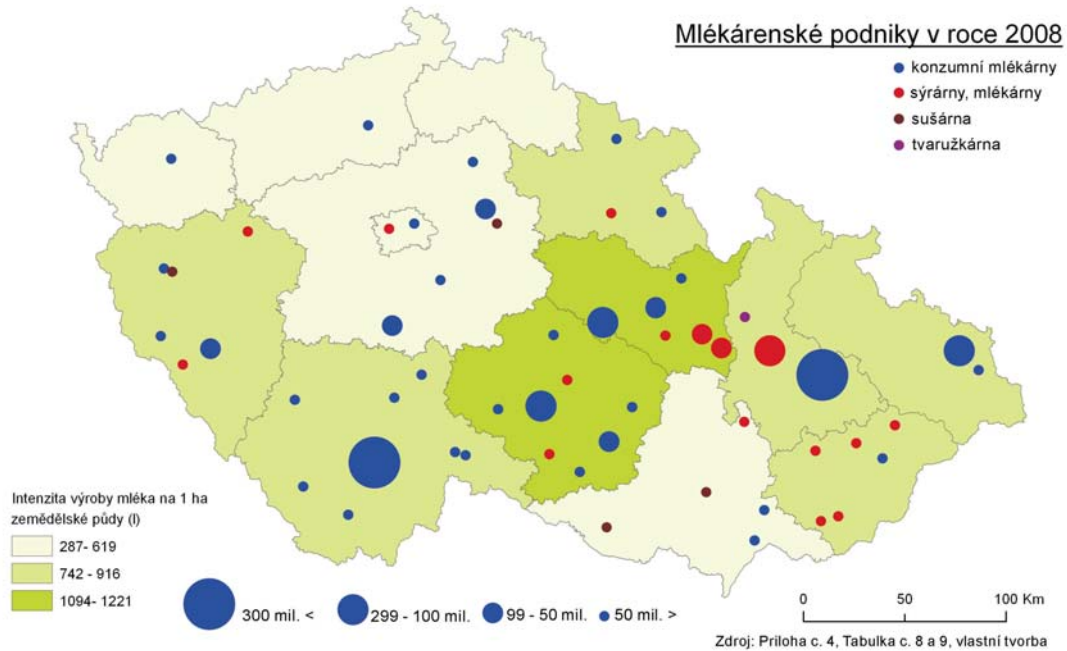 Mlékárenské podniky v roce 2008
konzumní mlékárny
sýrárny, mlékárny
sušárna
tvarůžkárna
Intenzita výroby mléka na 1 ha
zemědělské půdy (l)
287- 619
742 - 916
1094- 1221
300 mil. <
299 - 100 mil.
99 - 50 mil.
50 mil. >
0 50 100 Km
Zdroj: Priloha c. 4, Tabulka c. 8 a 9, vlastní tvorba